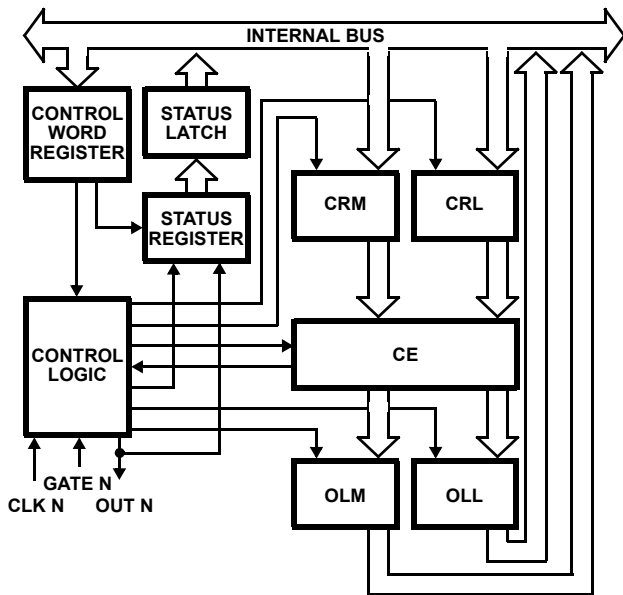 INTERNAL BUS
CONTROL
WORD
REGISTER
STATUS
LATCH
CRM
CRL
STATUS
REGISTER
CONTROL
LOGIC
CE
GATE N
CLK N
OUT N
OLM
OLL